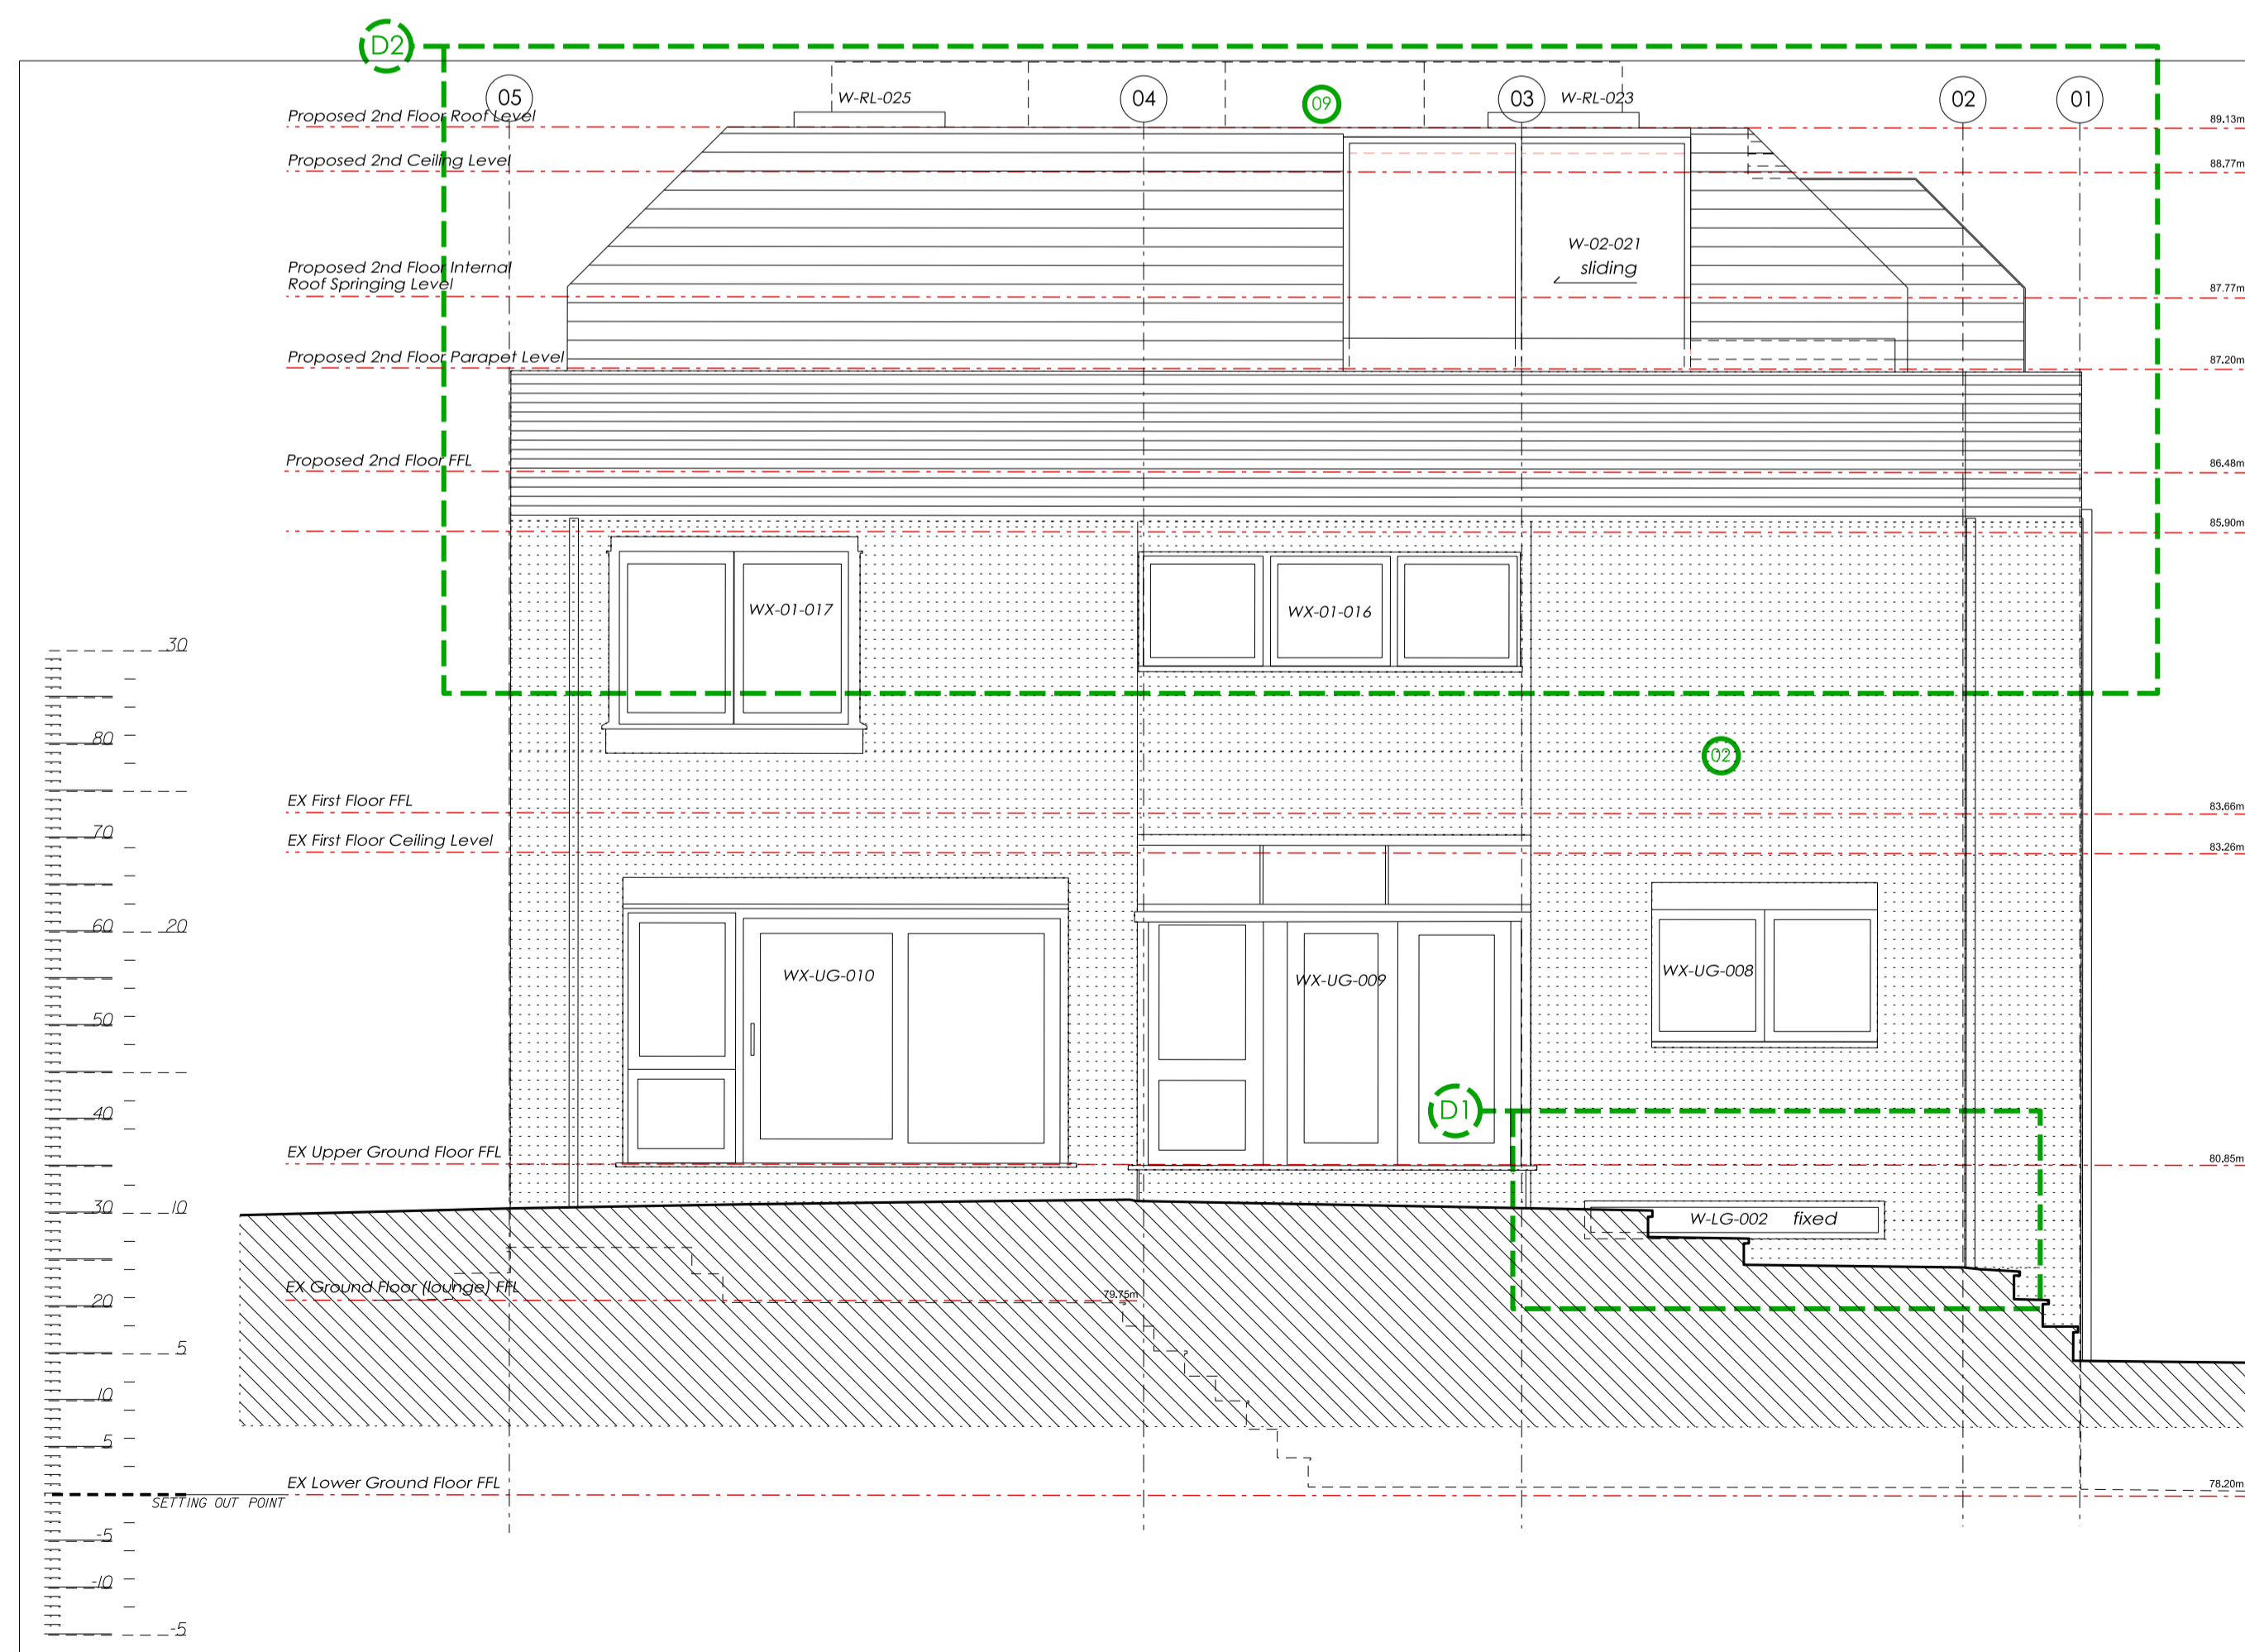 D2
05
W-RL-025
04
09
03
W-RL-023
02
01
Proposed 2nd Floor Roof Level
89.13m
Proposed 2nd Ceiling Level
88.77m
W-02-021
sliding
Proposed 2nd Floor Internal
Roof Springing Level
87.77m
Proposed 2nd Floor Parapet Level
87.20m
Proposed 2nd Floor FFL
86.48m
85.90m
WX-01-017
WX-01-016
30
80
02
EX First Floor FFL
83.66m
70
EX First Floor Ceiling Level
83.26m
60
20
WX-UG-010
WX-UG-009
WX-UG-008
50
40
D1
EX Upper Ground Floor FFL
80.85m
30
10
W-LG-002 fixed
EX Ground Floor (lounge) FFL
79.75m
20
5
10
5
EX Lower Ground Floor FFL
78.20m
SETTING OUT POINT
-5
-10
-5